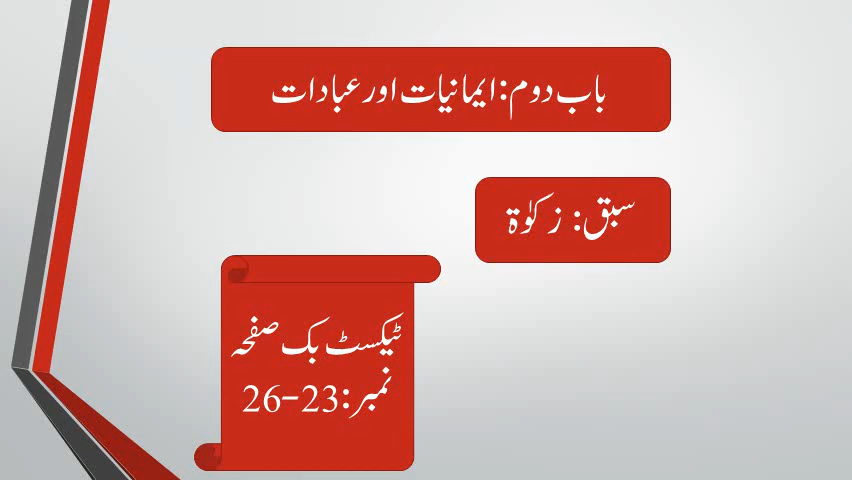 باب دوم: ایمانیات اور عبادات
سبق: زکوٰۃ
ٹیکسٹ بک صفحہ
نمبر: 23-26